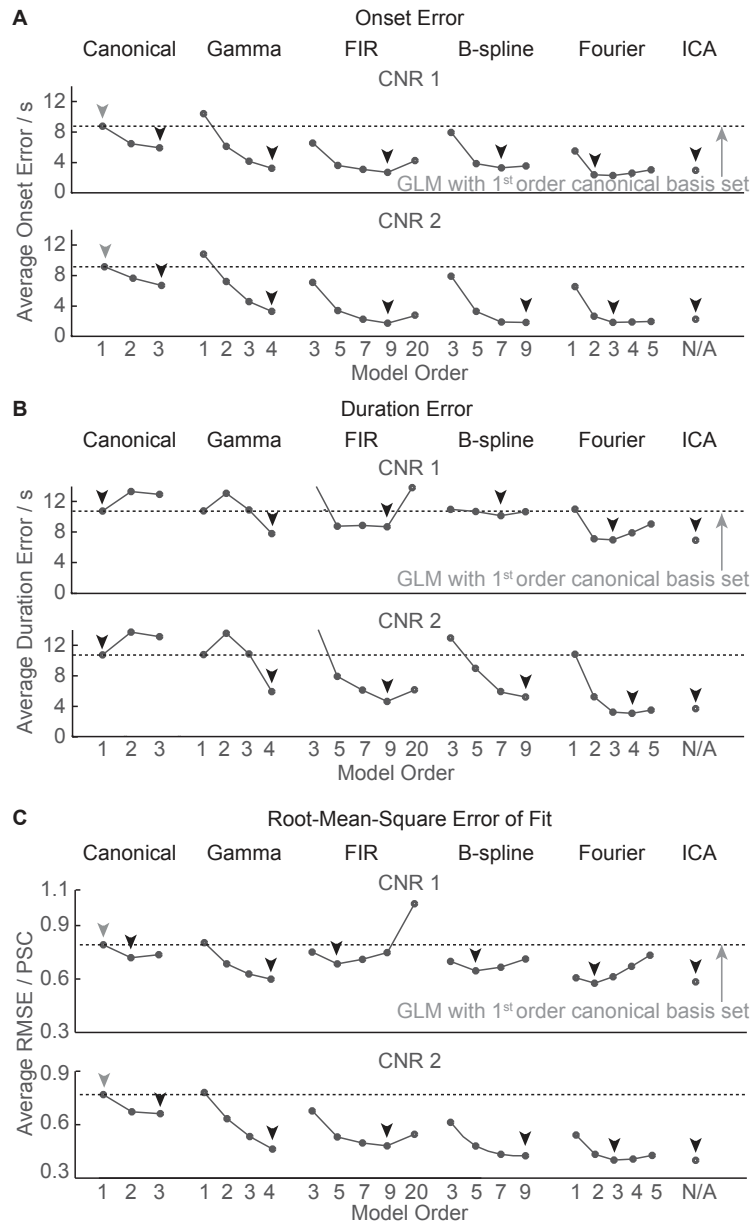 A Onset Error
Canonical Gamma FIR B-spline Fourier ICA
CNR 1
12
8
4
0
GLM with 1st order canonical basis set
CNR 2
12
8
4
0
Average Onset Error / s
1 2 3 1 2 3 4 3 5 7 9 20 3 5 7 9 1 2 3 4 5 N/A
Model Order
B Duration Error
Canonical Gamma FIR B-spline Fourier ICA
CNR 1
12
8
4
0
GLM with 1st order canonical basis set
CNR 2
12
8
4
0
Average Duration Error / s
1 2 3 1 2 3 4 3 5 7 9 20 3 5 7 9 1 2 3 4 5 N/A
Model Order
C Root-Mean-Square Error of Fit
Canonical Gamma FIR B-spline Fourier ICA
CNR 1
1.1
0.9
0.6
0.3
GLM with 1st order canonical basis set
CNR 2
0.9
0.6
0.3
Average RMSE / PSC
1 2 3 1 2 3 4 3 5 7 9 20 3 5 7 9 1 2 3 4 5 N/A
Model Order